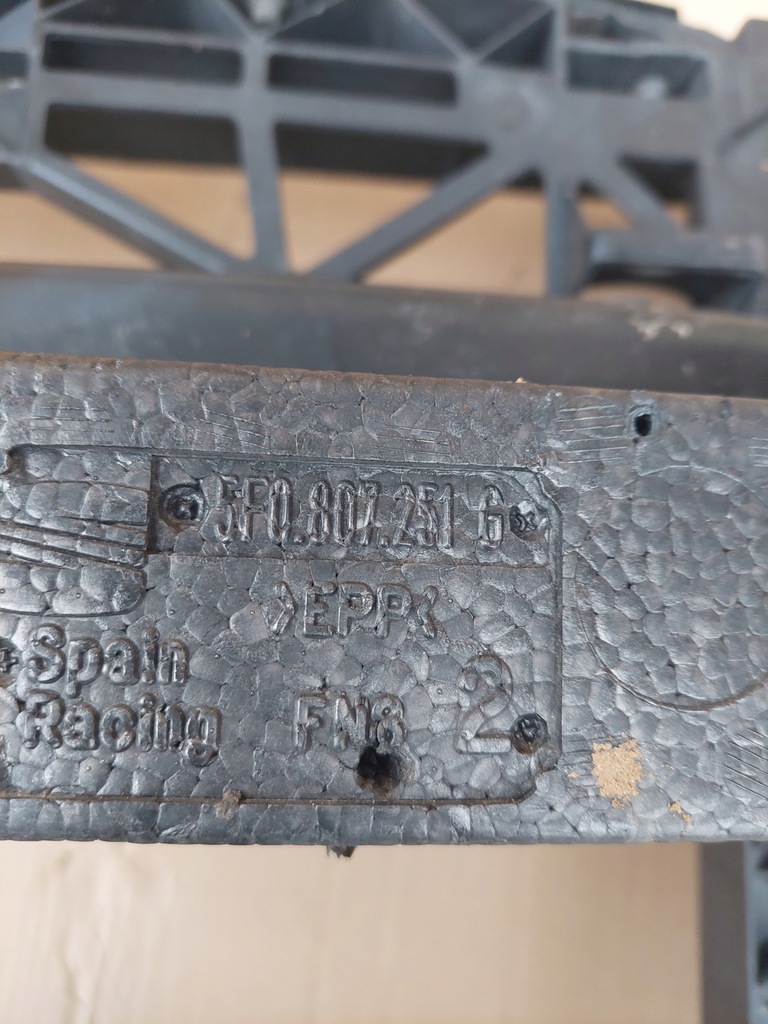 5F0.807.251 G
>EPP<
Spain
Racing
FN8
2